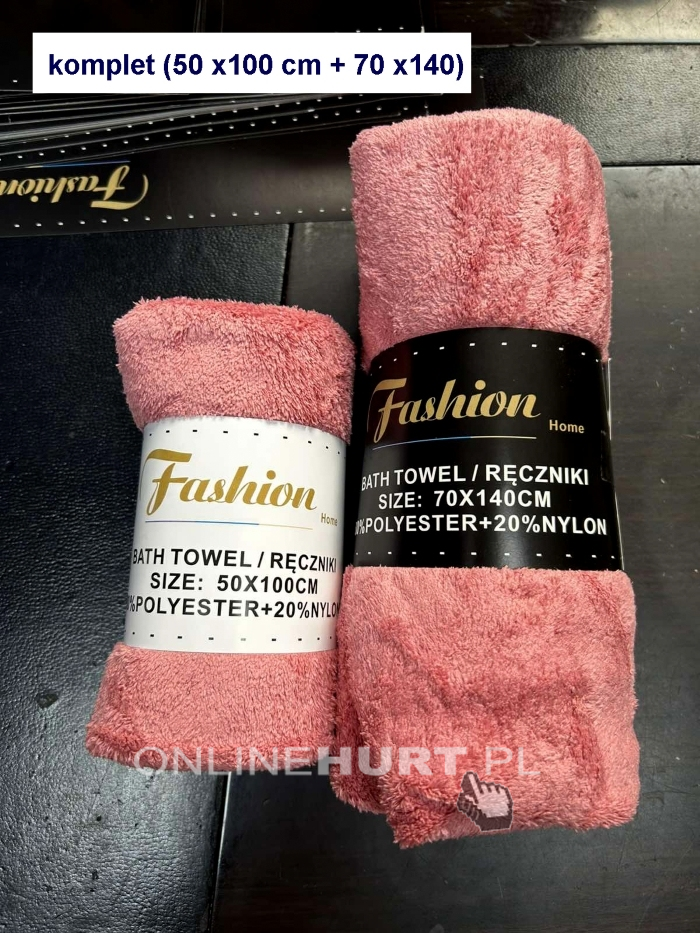 komplet (50 x100 cm + 70 x140)
Fashion
Fashion
Home
BATH TOWEL / RĘCZNIKI
SIZE: 70X140CM
%POLYESTER+20%NYLON
Fashion
Home
BATH TOWEL / RĘCZNIKI
SIZE: 50X100CM
%POLYESTER+20%NYLON
ONLINEHURT.PL